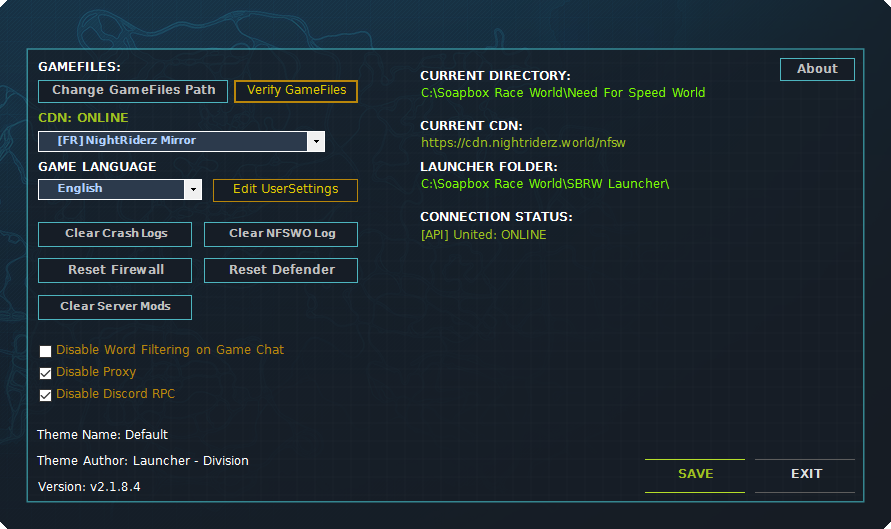 GAMEFILES:
Change GameFiles Path
Verify GameFiles
CDN: ONLINE
[FR] NightRiderz Mirror
GAME LANGUAGE
English
Edit UserSettings
Clear Crash Logs
Clear NFSWO Log
Reset Firewall
Reset Defender
Clear Server Mods
Disable Word Filtering on Game Chat
Disable Proxy
Disable Discord RPC
Theme Name: Default
Theme Author: Launcher - Division
Version: v2.1.8.4
CURRENT DIRECTORY:
C:\Soapbox Race World\Need For Speed World
CURRENT CDN:
https://cdn.nightriderz.world/nfsw
LAUNCHER FOLDER:
C:\Soapbox Race World\SBRW Launcher\
CONNECTION STATUS:
[API] United: ONLINE
About
SAVE
EXIT